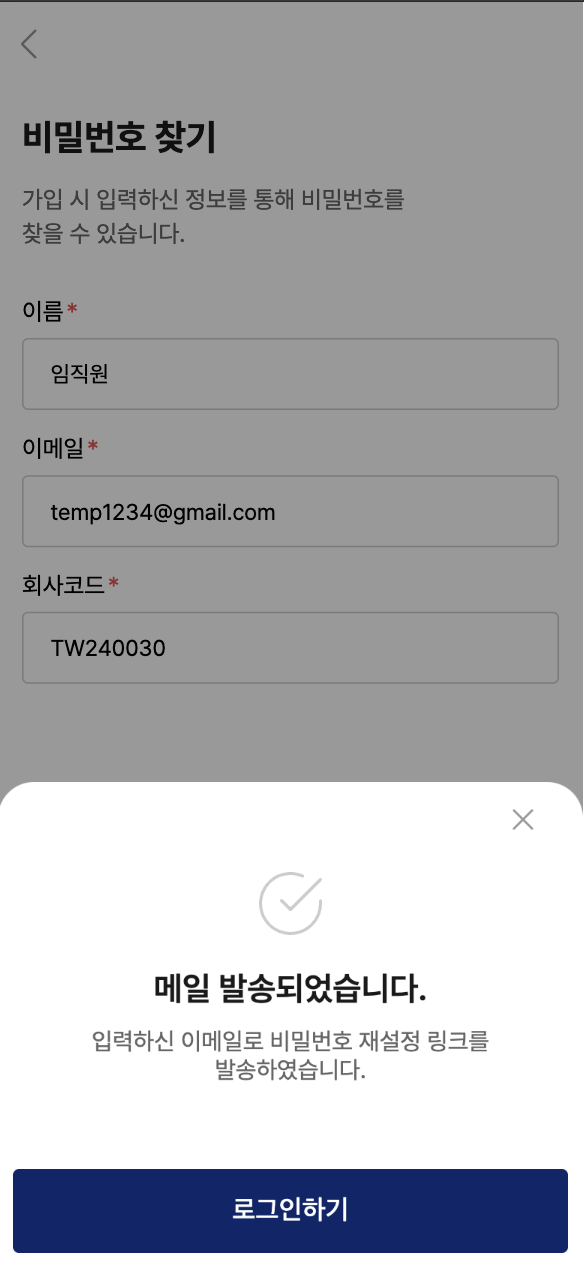 비밀번호 찾기
가입 시 입력하신 정보를 통해 비밀번호를
찾을 수 있습니다.
이름*
임직원
이메일*
temp1234@gmail.com
회사코드*
TW240030
메일 발송되었습니다.
입력하신 이메일로 비밀번호 재설정 링크를
발송하였습니다.
로그인하기